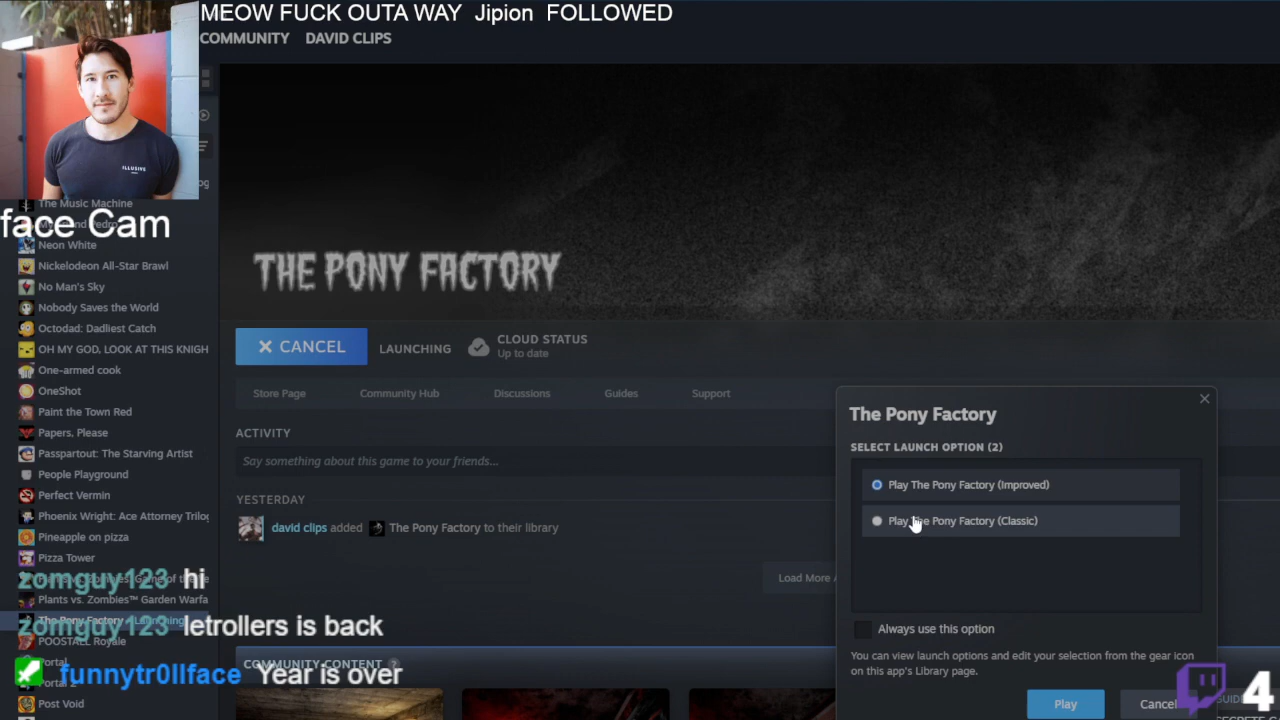 MEOW FUCK OUTA WAY Jipion FOLLOWED
COMMUNITY DAVID CLIPS
ILLUSIVE
face Cam
The Music Machine
Neon White
Nickelodeon All-Star Brawl
No Man's Sky
Nobody Saves the World
Octodad: Dadliest Catch
OH MY GOD, LOOK AT THIS KNIGH
One-armed cook
OneShot
Paint the Town Red
Papers, Please
Passpartout: The Starving Artist
People Playground
Perfect Vermin
Phoenix Wright: Ace Attorney Trilog
Pineapple on pizza
Pizza Tower
zomguy123 hi
Plants vs. Zombies™ Garden Warfa
The Pony Factory
zomguy123 letrollers is back
POOSTALL Royale
Portal
funnytr0llface Year is over
Portal 2
Post Void
THE PONY FACTORY
CANCEL
LAUNCHING
CLOUD STATUS
Up to date
Store Page Community Hub Discussions Guides Support
ACTIVITY
Say something about this game to your friends...
YESTERDAY
david clips added The Pony Factory to their library
Load More
COMMUNITY CONTENT
The Pony Factory
SELECT LAUNCH OPTION (2)
Play The Pony Factory (Improved)
Play The Pony Factory (Classic)
Always use this option
You can view launch options and edit your selection from the gear icon
on this app's Library page.
Play Cancel
4